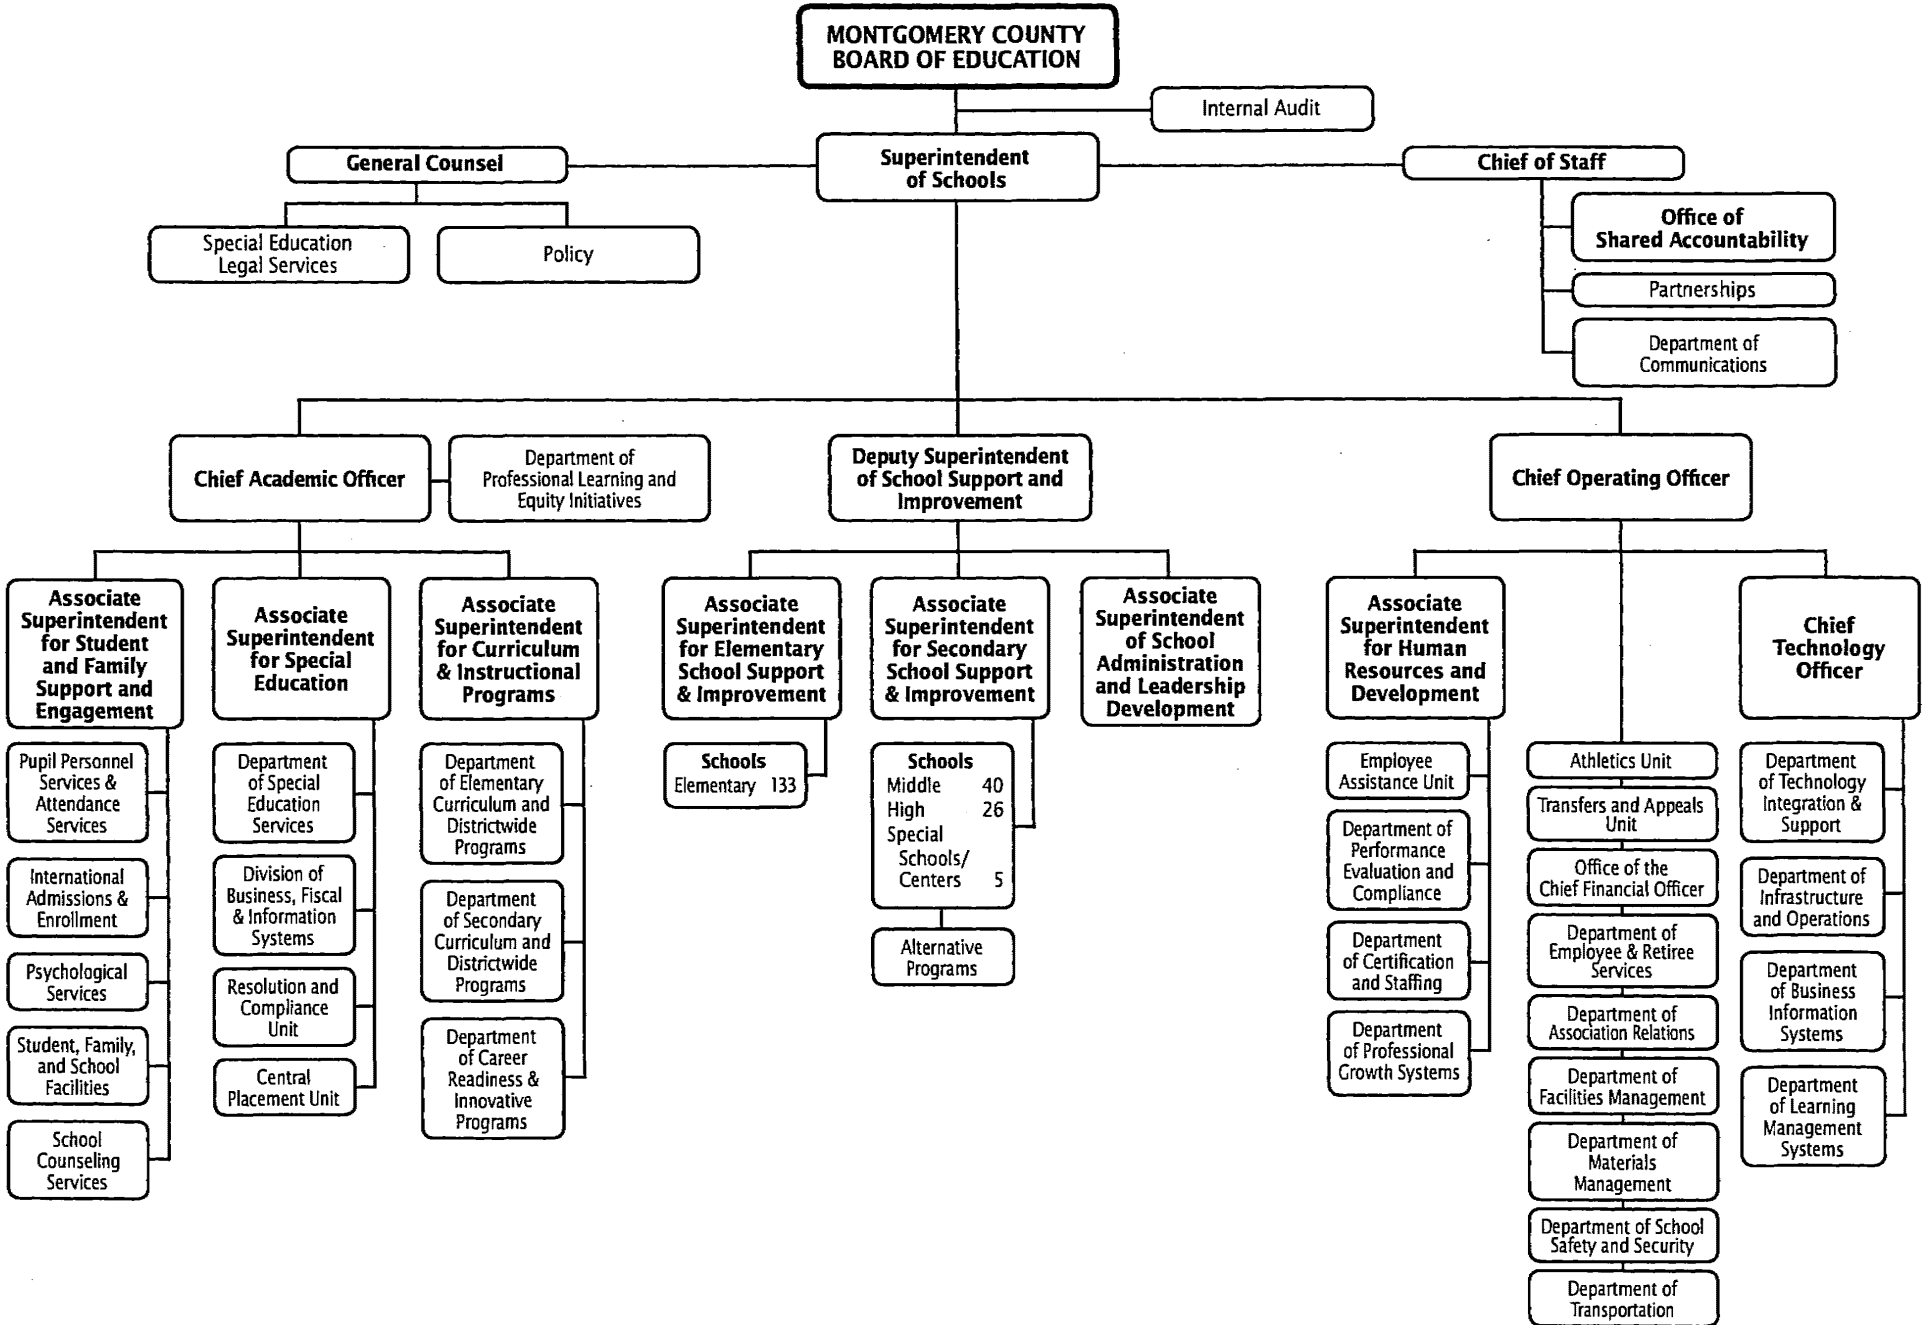 MONTGOMERY COUNTY
BOARD OF EDUCATION
Internal Audit
General Counsel
Superintendent
of Schools
Chief of Staff
Special Education
Legal Services
Policy
Office of
Shared Accountability
Partnerships
Department of
Communications
Chief Academic Officer
Department of
Professional Learning and
Equity Initiatives
Deputy Superintendent
of School Support and
Improvement
Chief Operating Officer
Associate
Superintendent
for Student
and Family
Support and
Engagement
Pupil Personnel
Services &
Attendance
Services
International
Admissions &
Enrollment
Psychological
Services
Student, Family,
and School
Facilities
School
Counseling
Services
Associate
Superintendent
for Special
Education
Department
of Special
Education
Services
Division of
Business, Fiscal
& Information
Systems
Resolution and
Compliance
Unit
Central
Placement Unit
Associate
Superintendent
for Curriculum
& Instructional
Programs
Department
of Elementary
Curriculum and
Districtwide
Programs
Department
of Secondary
Curriculum and
Districtwide
Programs
Department
of Career
Readiness &
Innovative
Programs
Associate
Superintendent
for Elementary
School Support
& Improvement
Schools
Elementary 133
Associate
Superintendent
for Secondary
School Support
& Improvement
Schools
Middle 40
High 26
Special
Schools/
Centers 5
Alternative
Programs
Associate
Superintendent
of School
Administration
and Leadership
Development
Associate
Superintendent
for Human
Resources and
Development
Employee
Assistance Unit
Department of
Performance
Evaluation and
Compliance
Department
of Certification
and Staffing
Department
of Professional
Growth Systems
Athletics Unit
Transfers and Appeals
Unit
Office of the
Chief Financial Officer
Department of
Employee & Retiree
Services
Department of
Association Relations
Department of
Facilities Management
Department of
Materials
Management
Department of School
Safety and Security
Department of
Transportation
Chief
Technology
Officer
Department
of Technology
Integration &
Support
Department of
Infrastructure
and Operations
Department
of Business
Information
Systems
Department
of Learning
Management
Systems